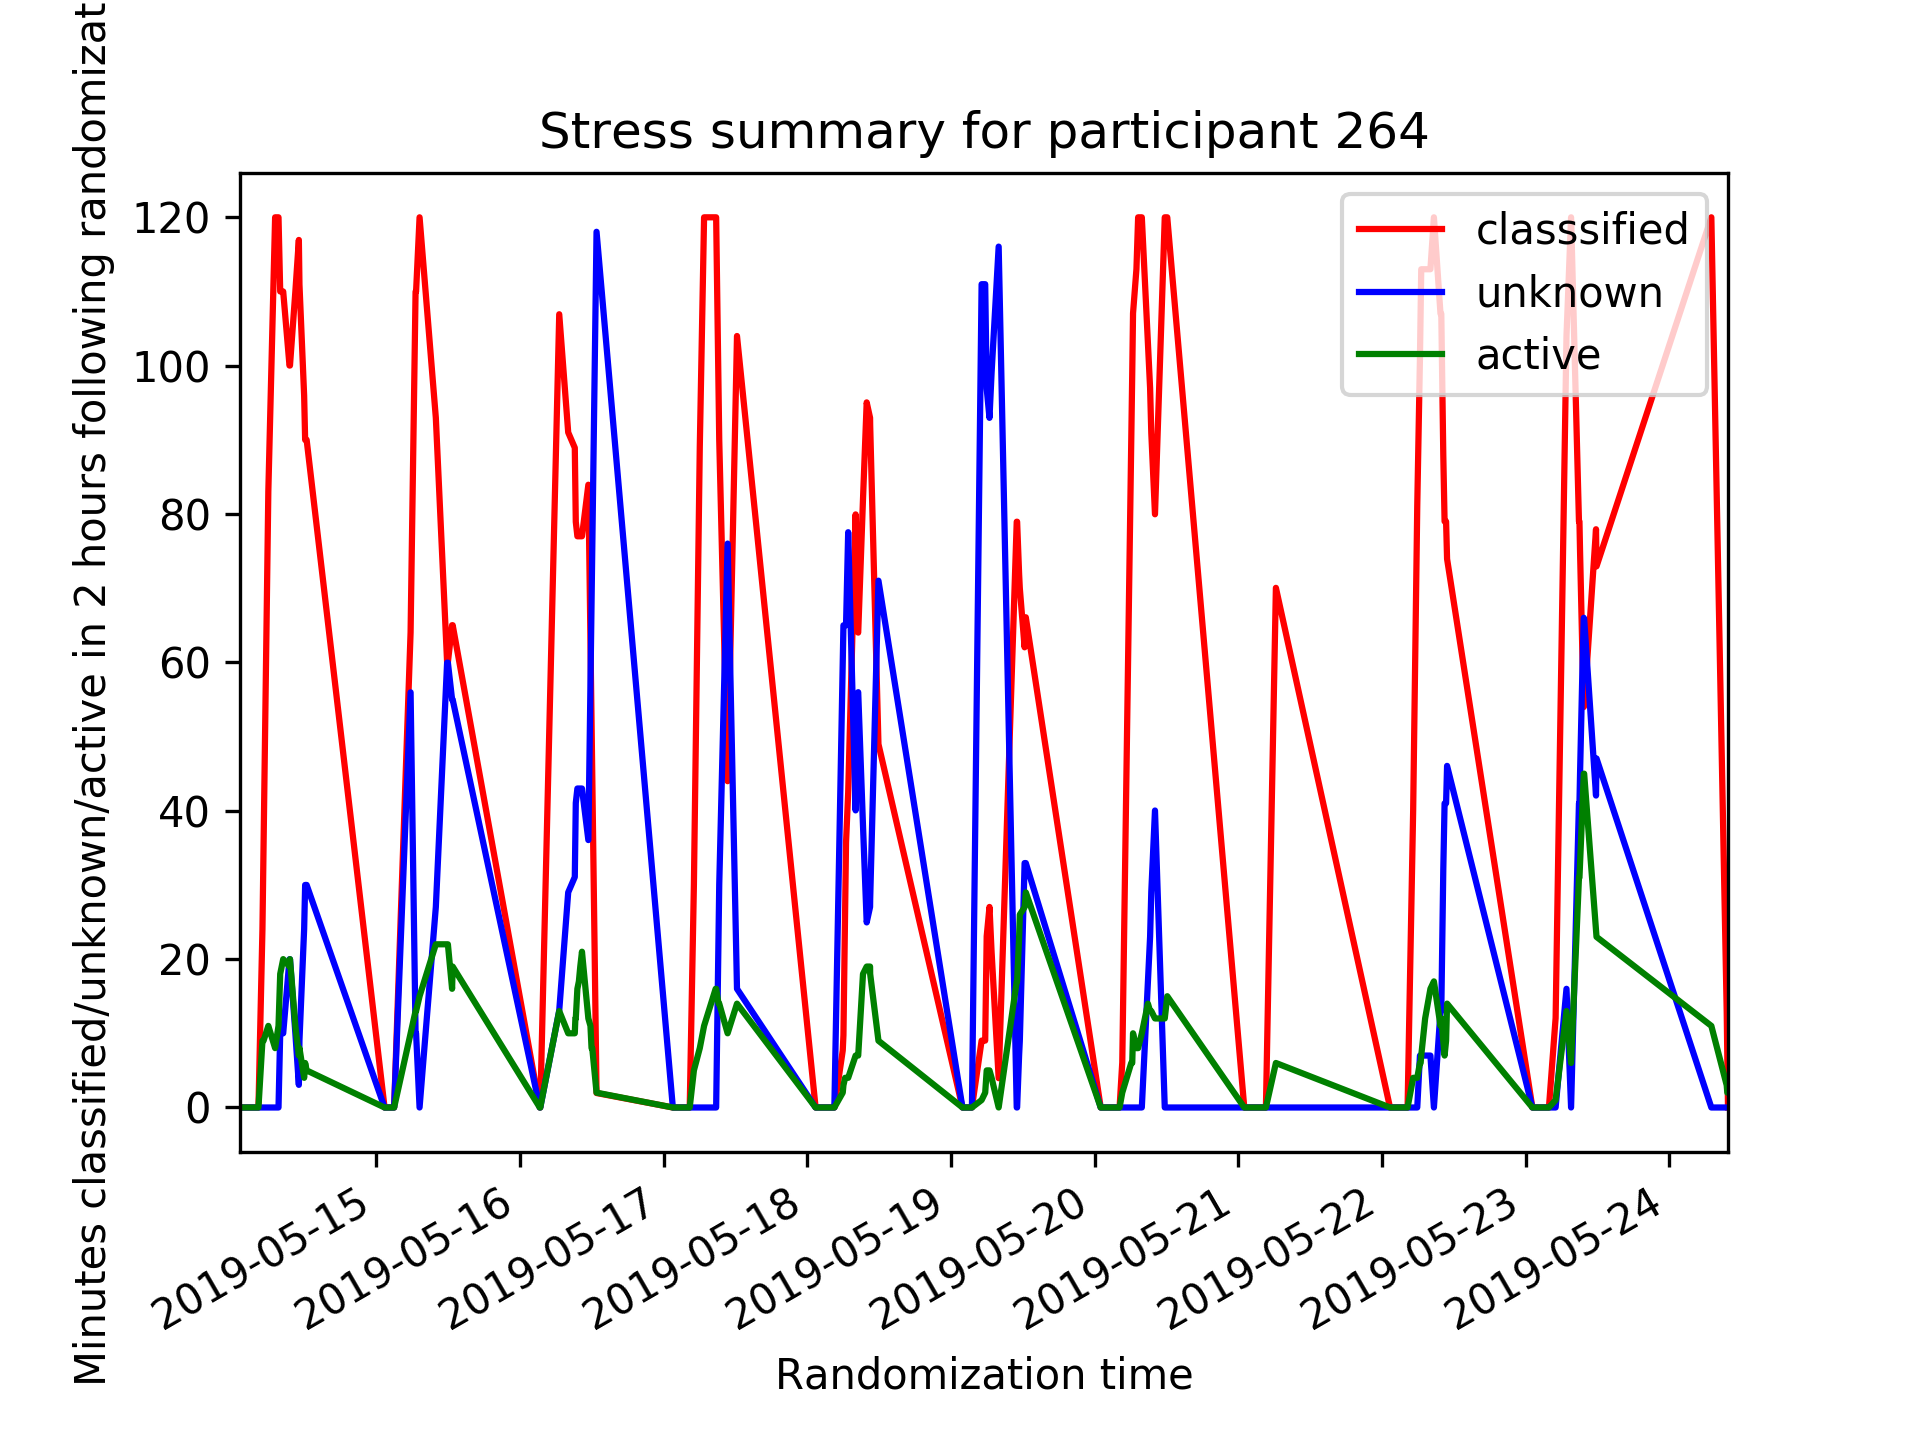 Stress summary for participant 264
Minutes classified/unknown/active in 2 hours following randomizat
120
100
80
60
40
20
0
classsified
unknown
active
2019-05-15
2019-05-16
2019-05-17
2019-05-18
2019-05-19
2019-05-20
2019-05-21
2019-05-22
2019-05-23
2019-05-24
Randomization time